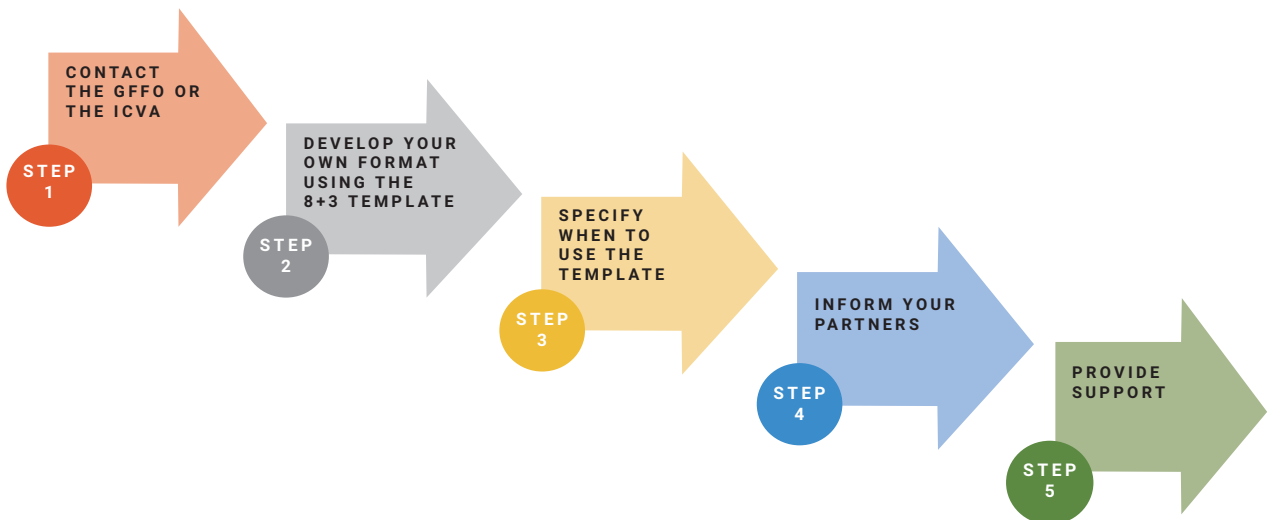 CONTACT
THE GFFO OR
THE ICVA
STEP
1
DEVELOP YOUR
OWN FORMAT
USING THE
8+3 TEMPLATE
STEP
2
SPECIFY
WHEN TO
USE THE
TEMPLATE
STEP
3
INFORM YOUR
PARTNERS
STEP
4
PROVIDE
SUPPORT
STEP
5